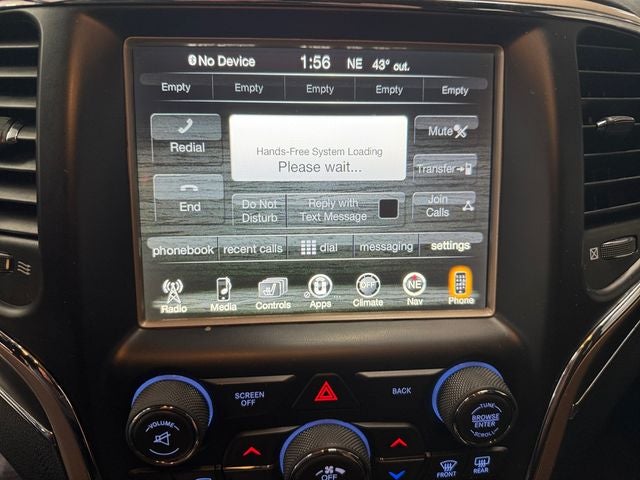 No Device 1:56 NE 43° out.
Empty Empty Empty Empty Empty
Redial
Hands-Free System Loading
Please wait...
Mute
Transfer
End
Do Not
Disturb
Reply with
Text Message
Join
Calls
phonebook recent calls dial messaging settings
OFF NE
Radio Media Controls Apps Climate Nav Phone
SCREEN
OFF
BACK
VOLUME
TUNE
BROWSE
ENTER
SCROLL
OFF
FRONT REAR